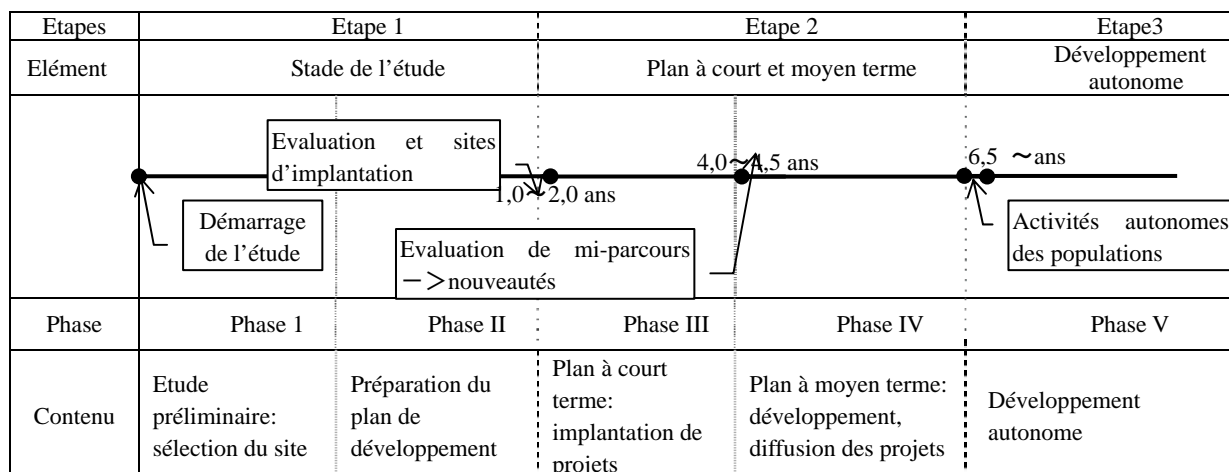 Etapes Etape 1 Etape 2 Etape3
Elément Stade de l'étude Plan à court et moyen terme Développement
autonome
Evaluation et sites
d'implantation
4,0~4,5 ans
6,5 ~ans
1,0~2,0 ans
Démarrage
de l'étude
Evaluation de mi-parcours
—>nouveautés
Activités autonomes
des populations
Phase Phase 1 Phase II Phase III Phase IV Phase V
Contenu
Etude
préliminaire:
sélection du site
Préparation du
plan de
développement
Plan à court
terme:
implantation de
projets
Plan à moyen terme:
développement,
diffusion des projets
Développement
autonome